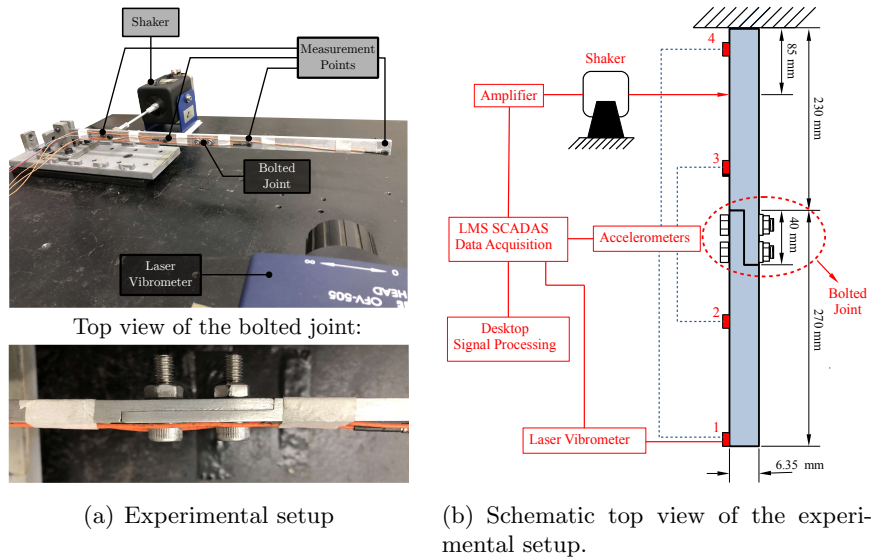 Shaker
Measurement
Points
Bolted
Joint
Laser
Vibrometer
∞
0
OFV-505
HEAD
Top view of the bolted joint:
(a) Experimental setup
4
85 mm
Shaker
Amplifier
230 mm
3
LMS SCADAS
Data Acquisition
Accelerometers
40 mm
Bolted
Joint
2
Desktop
Signal Processing
270 mm
1
Laser Vibrometer
6.35 mm
(b) Schematic top view of the experi-
mental setup.